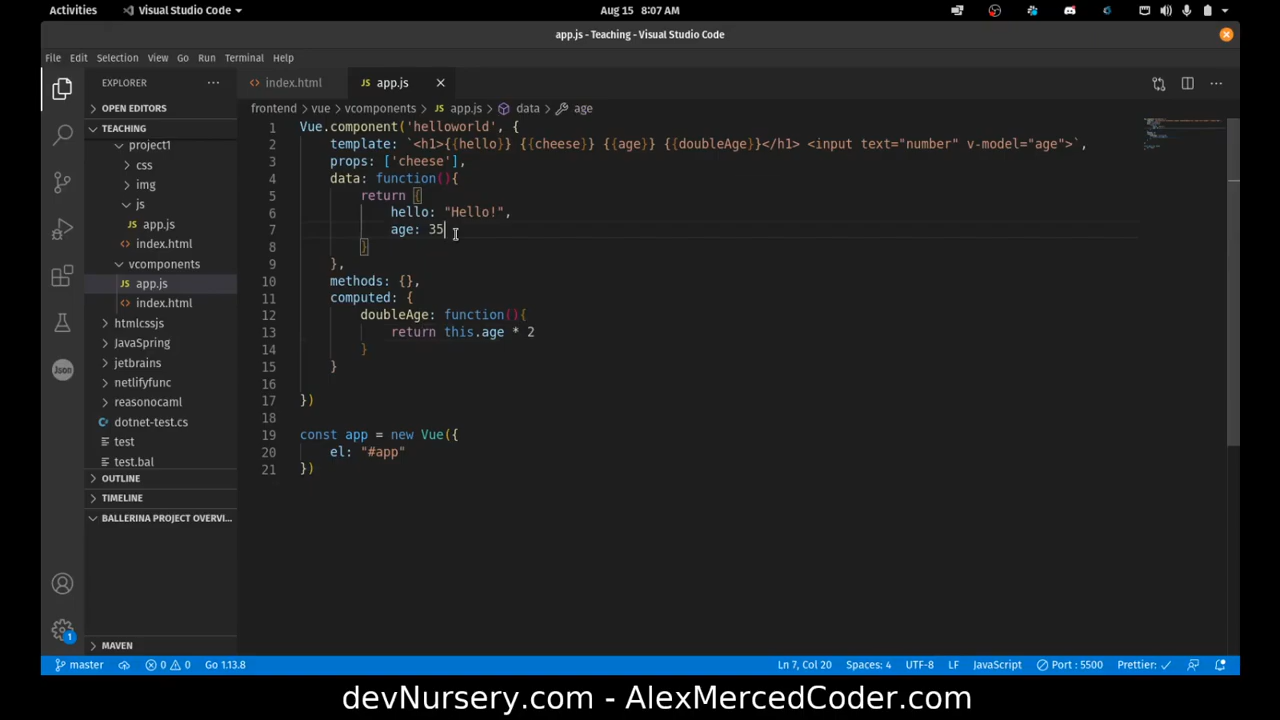 Activities Visual Studio Code Aug 15 8:07 AM
app.js - Teaching - Visual Studio Code
File Edit Selection View Go Run Terminal Help
EXPLORER
index.html app.js
OPEN EDITORS
frontend vue vcomponents app.js data age
TEACHING
project1
css
img
js
app.js
index.html
vcomponents
app.js
index.html
htmlcssjs
JavaSpring
jetbrains
netlifyfunc
reasonocaml
dotnet-test.cs
test
test.bal
OUTLINE
TIMELINE
BALLERINA PROJECT OVERVI...
MAVEN
Json
1
1 Vue.component('helloworld', {
2 template: `<h1>{{hello}} {{cheese}} {{age}} {{doubleAge}}</h1> <input text="number" v-model="age">`,
3 props: ['cheese'],
4 data: function(){
5 return {
6 hello: "Hello!",
7 age: 35
8 }
9 },
10 methods: {},
11 computed: {
12 doubleAge: function(){
13 return this.age * 2
14 }
15 }
16
17 })
18
19 const app = new Vue({
20 el: "#app"
21 })
master 0 0 Go 1.13.8 Ln 7, Col 20 Spaces: 4 UTF-8 LF JavaScript Port : 5500 Prettier: ✓
devNursery.com - AlexMercedCoder.com